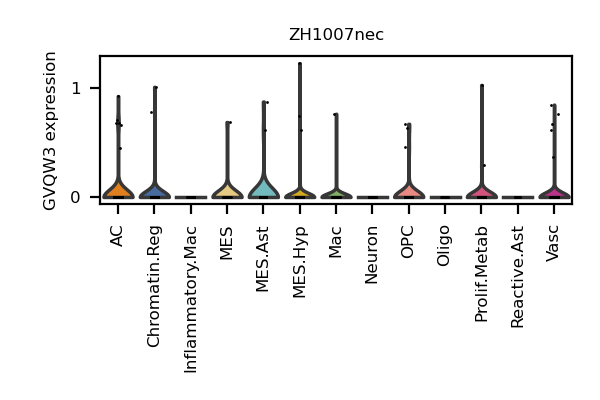 ZH1007nec
GVQW3 expression
1
0
AC
Chromatin.Reg
Inflammatory.Mac
MES
MES.Ast
MES.Hyp
Mac
Neuron
OPC
Oligo
Prolif.Metab
Reactive.Ast
Vasc